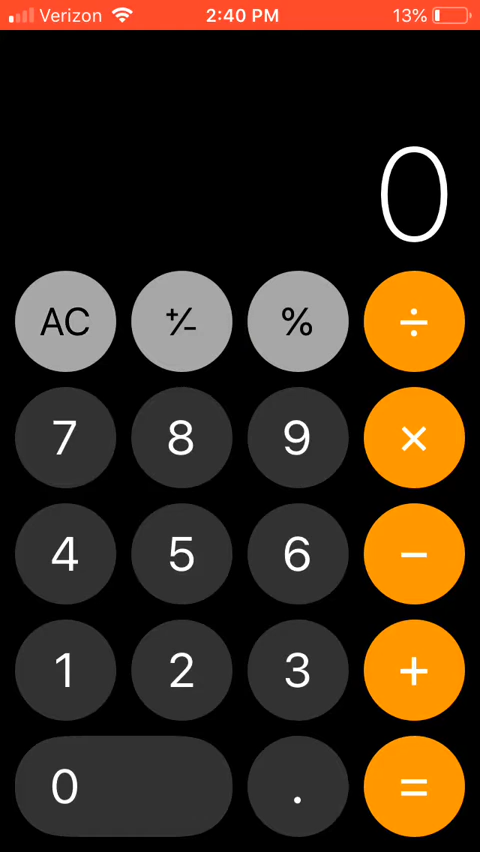 Verizon 2:40 PM 13%
0
AC +/- % ÷
7 8 9 ×
4 5 6 −
1 2 3 +
0 . =